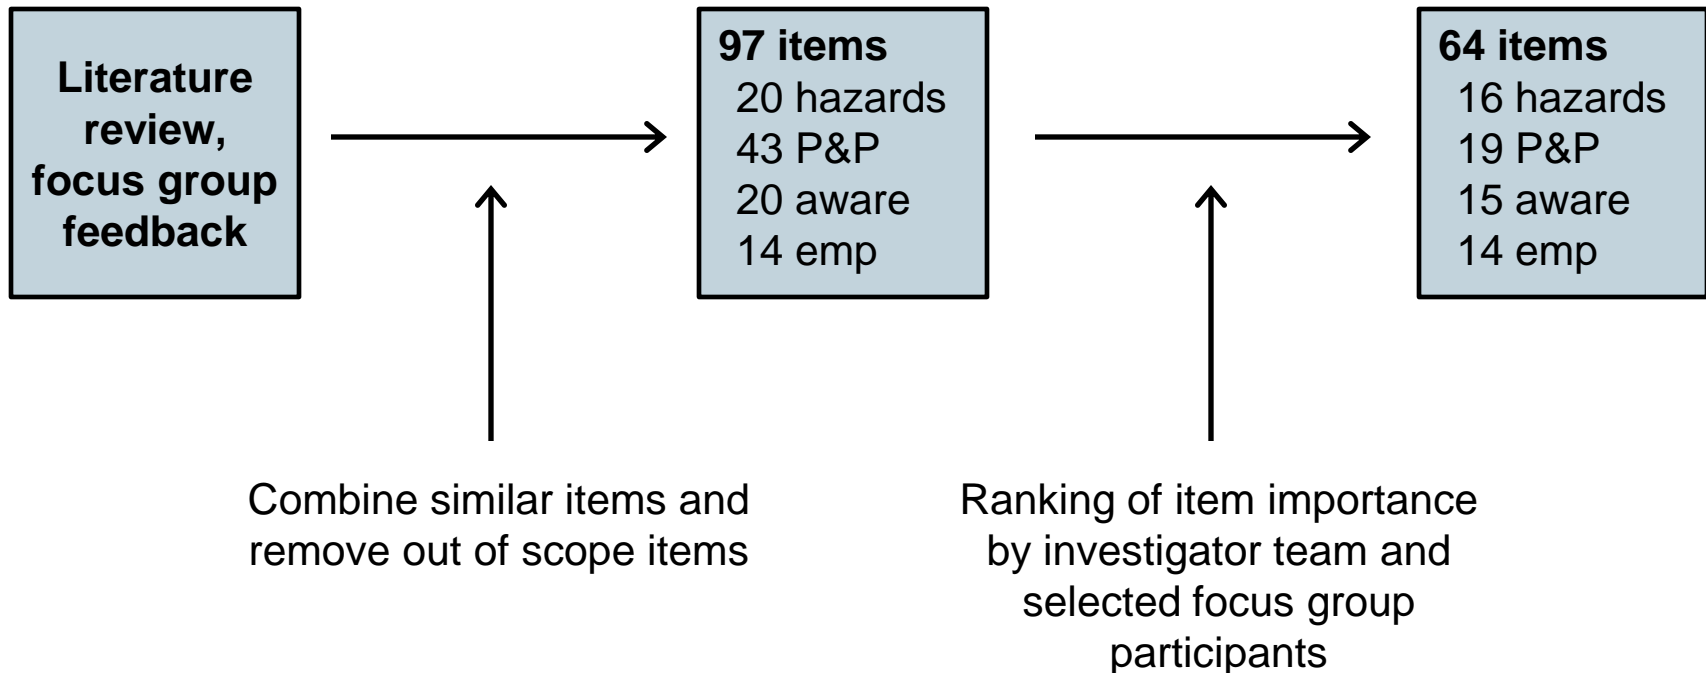 Literature
review,
focus group
feedback
97 items
20 hazards
43 P&P
20 aware
14 emp
64 items
16 hazards
19 P&P
15 aware
14 emp
Combine similar items and
remove out of scope items
Ranking of item importance
by investigator team and
selected focus group
participants